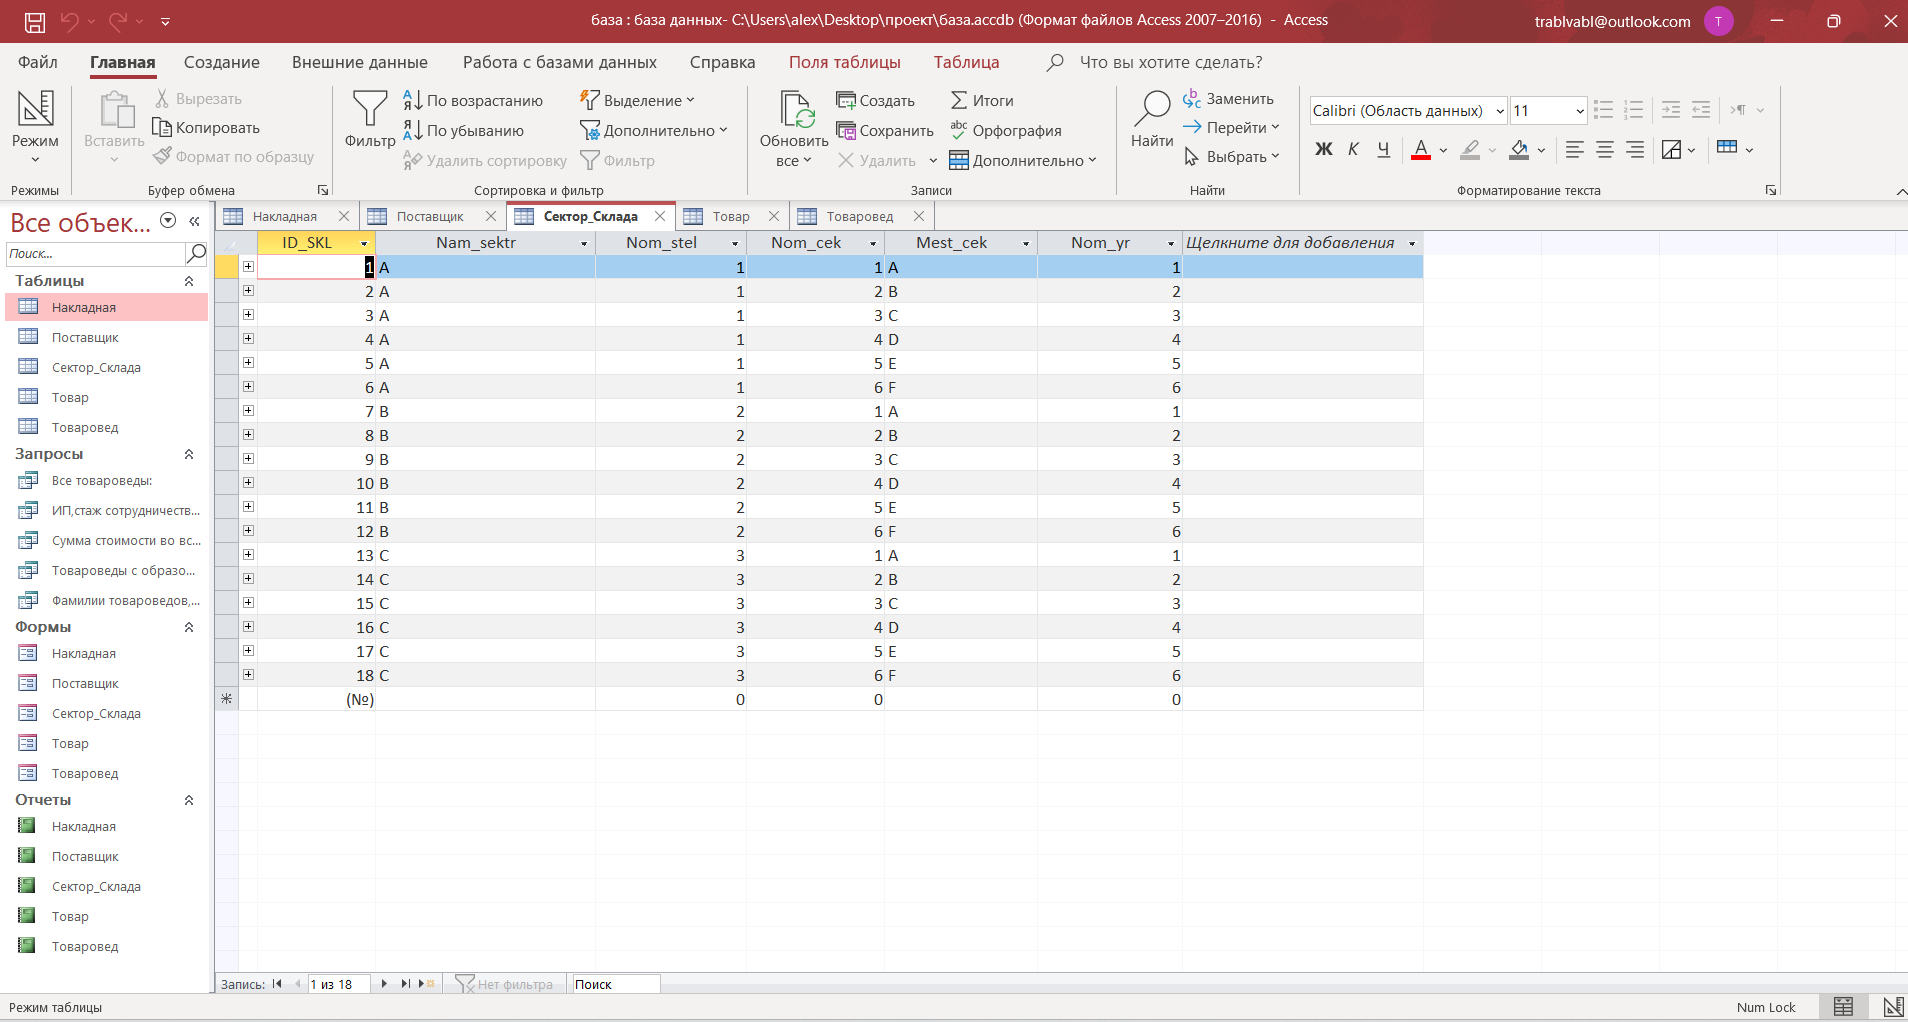 база : база данных- C:\Users\alex\Desktop\проект\база.accdb (Формат файлов Access 2007–2016) - Access
trablvabl@outlook.com T
Файл Главная Создание Внешние данные Работа с базами данных Справка Поля таблицы Таблица Что вы хотите сделать?
Режим
Режимы
Вставить
Вырезать
Копировать
Формат по образцу
Буфер обмена
Фильтр
По возрастанию
По убыванию
Удалить сортировку
Выделение
Дополнительно
Фильтр
Сортировка и фильтр
Обновить
все
Создать
Сохранить
Удалить
Итоги
Орфография
Дополнительно
Записи
Найти
Заменить
Перейти
Выбрать
Найти
Calibri (Область данных) 11
Ж К Ч А
Форматирование текста
Все объек...
Поиск...
Таблицы
Накладная
Поставщик
Сектор_Склада
Товар
Товаровед
Запросы
Все товароведы:
ИП,стаж сотрудничеств...
Сумма стоимости во вс...
Товароведы с образо...
Фамилии товароведов,...
Формы
Накладная
Поставщик
Сектор_Склада
Товар
Товаровед
Отчеты
Накладная
Поставщик
Сектор_Склада
Товар
Товаровед
Накладная Поставщик Сектор_Склада Товар Товаровед
ID_SKL Nam_sektr Nom_stel Nom_cek Mest_cek Nom_yr Щелкните для добавления
1 A 1 1 A 1
2 A 1 2 B 2
3 A 1 3 C 3
4 A 1 4 D 4
5 A 1 5 E 5
6 A 1 6 F 6
7 B 2 1 A 1
8 B 2 2 B 2
9 B 2 3 C 3
10 B 2 4 D 4
11 B 2 5 E 5
12 B 2 6 F 6
13 C 3 1 A 1
14 C 3 2 B 2
15 C 3 3 C 3
16 C 3 4 D 4
17 C 3 5 E 5
18 C 3 6 F 6
(№) 0 0 0
Запись: 1 из 18 Нет фильтра Поиск
Режим таблицы Num Lock